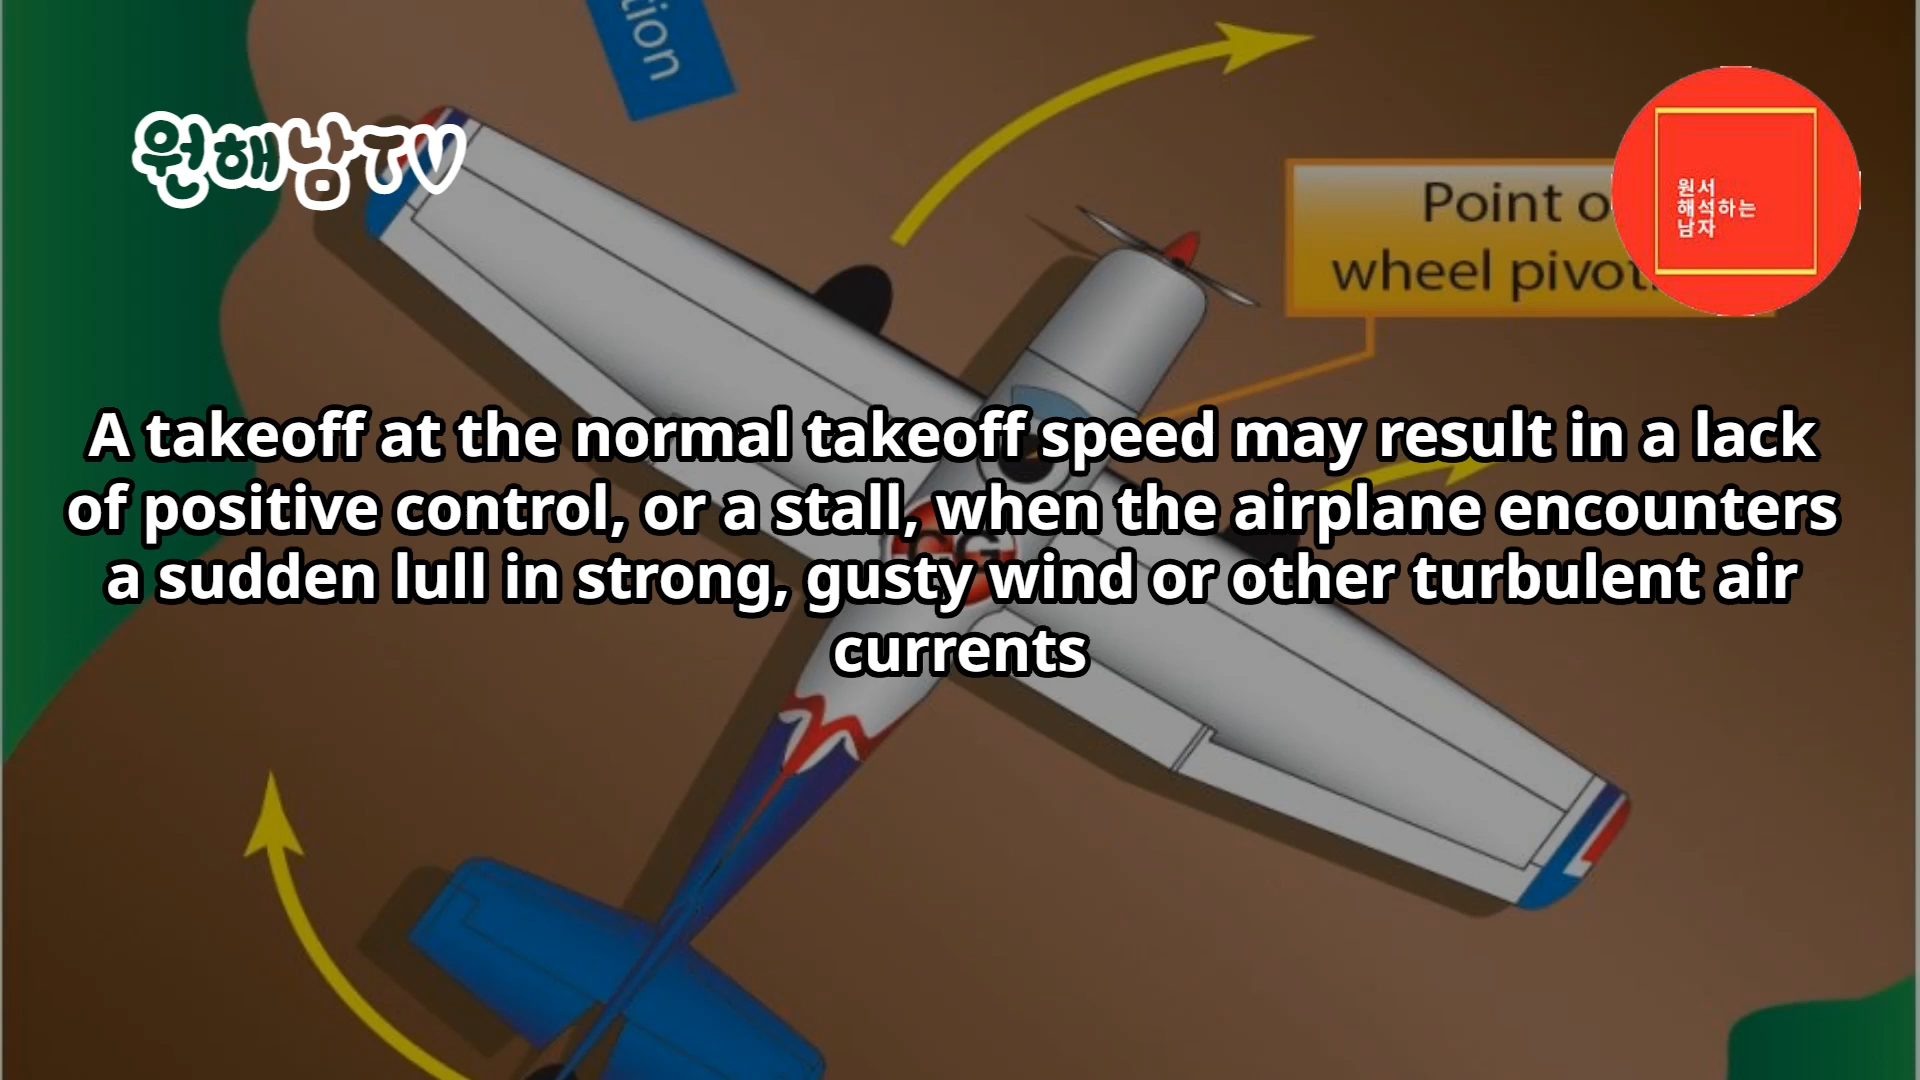 tion
원해남TV
Point o
wheel pivot
원서
해석하는
남자
A takeoff at the normal takeoff speed may result in a lack
of positive control, or a stall, when the airplane encounters
a sudden lull in strong, gusty wind or other turbulent air
currents
CG